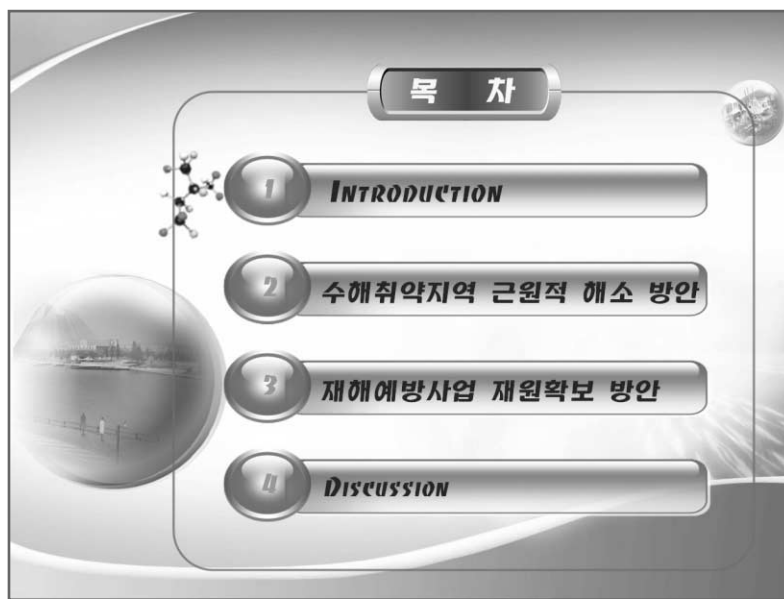 목 차
1 INTRODUCTION
2 수해취약지역 근원적 해소 방안
3 재해예방사업 재원확보 방안
4 DISCUSSION